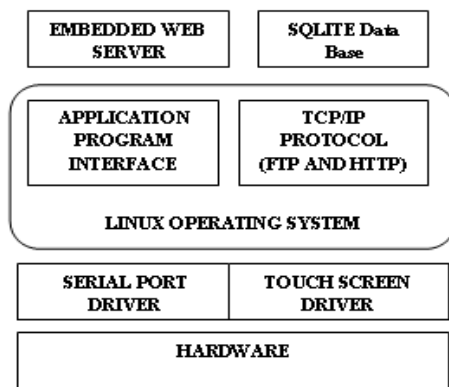 EMBEDDED WEB
SERVER
SQLITE Data
Base
APPLICATION
PROGRAM
INTERFACE
TCP/IP
PROTOCOL
(FTP AND HTTP)
LINUX OPERATING SYSTEM
SERIAL PORT
DRIVER
TOUCH SCREEN
DRIVER
HARDWARE